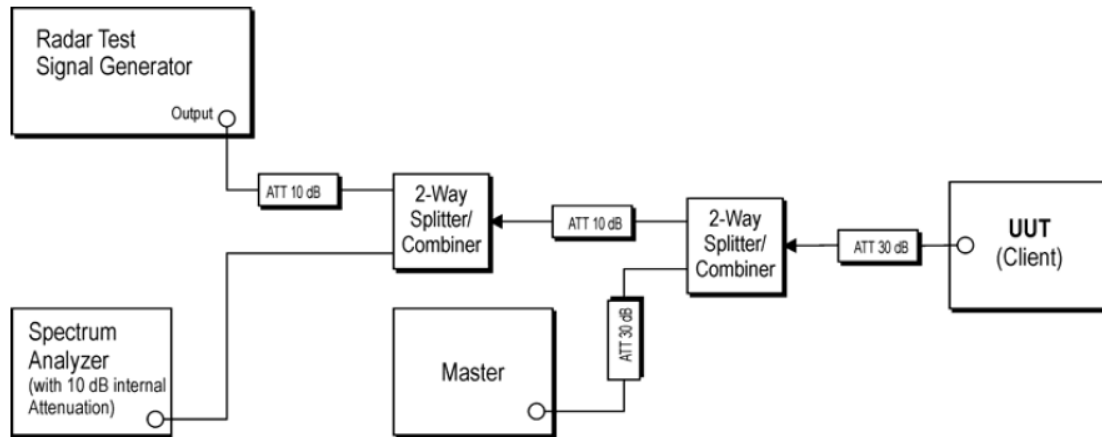 Radar Test
Signal Generator
Output
ATT 10 dB
2-Way
Splitter/
Combiner
ATT 10 dB
2-Way
Splitter/
Combiner
ATT 30 dB
UUT
(Client)
Spectrum
Analyzer
(with 10 dB internal
Attenuation)
Master
ATT 30 dB